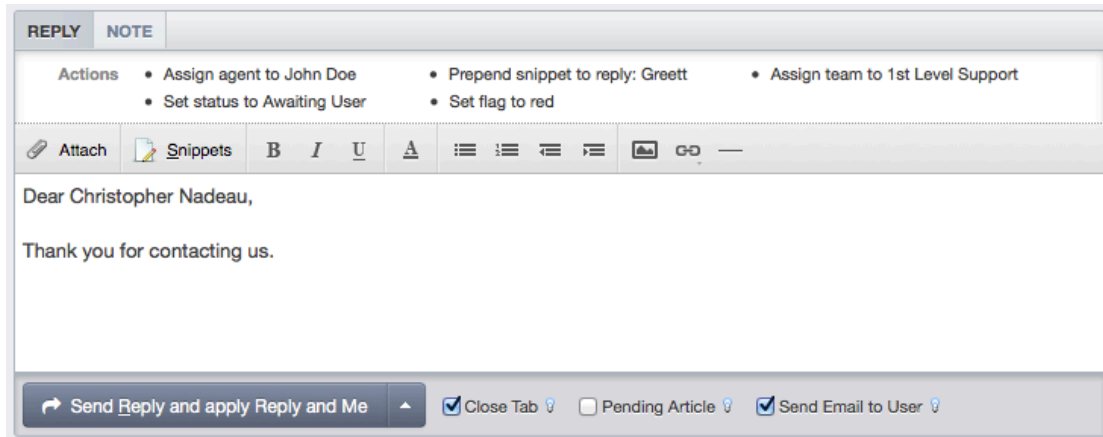 REPLY NOTE
Actions • Assign agent to John Doe • Prepend snippet to reply: Greett • Assign team to 1st Level Support
• Set status to Awaiting User • Set flag to red
Attach Snippets B I U A
Dear Christopher Nadeau,
Thank you for contacting us.
Send Reply and apply Reply and Me Close Tab Pending Article Send Email to User